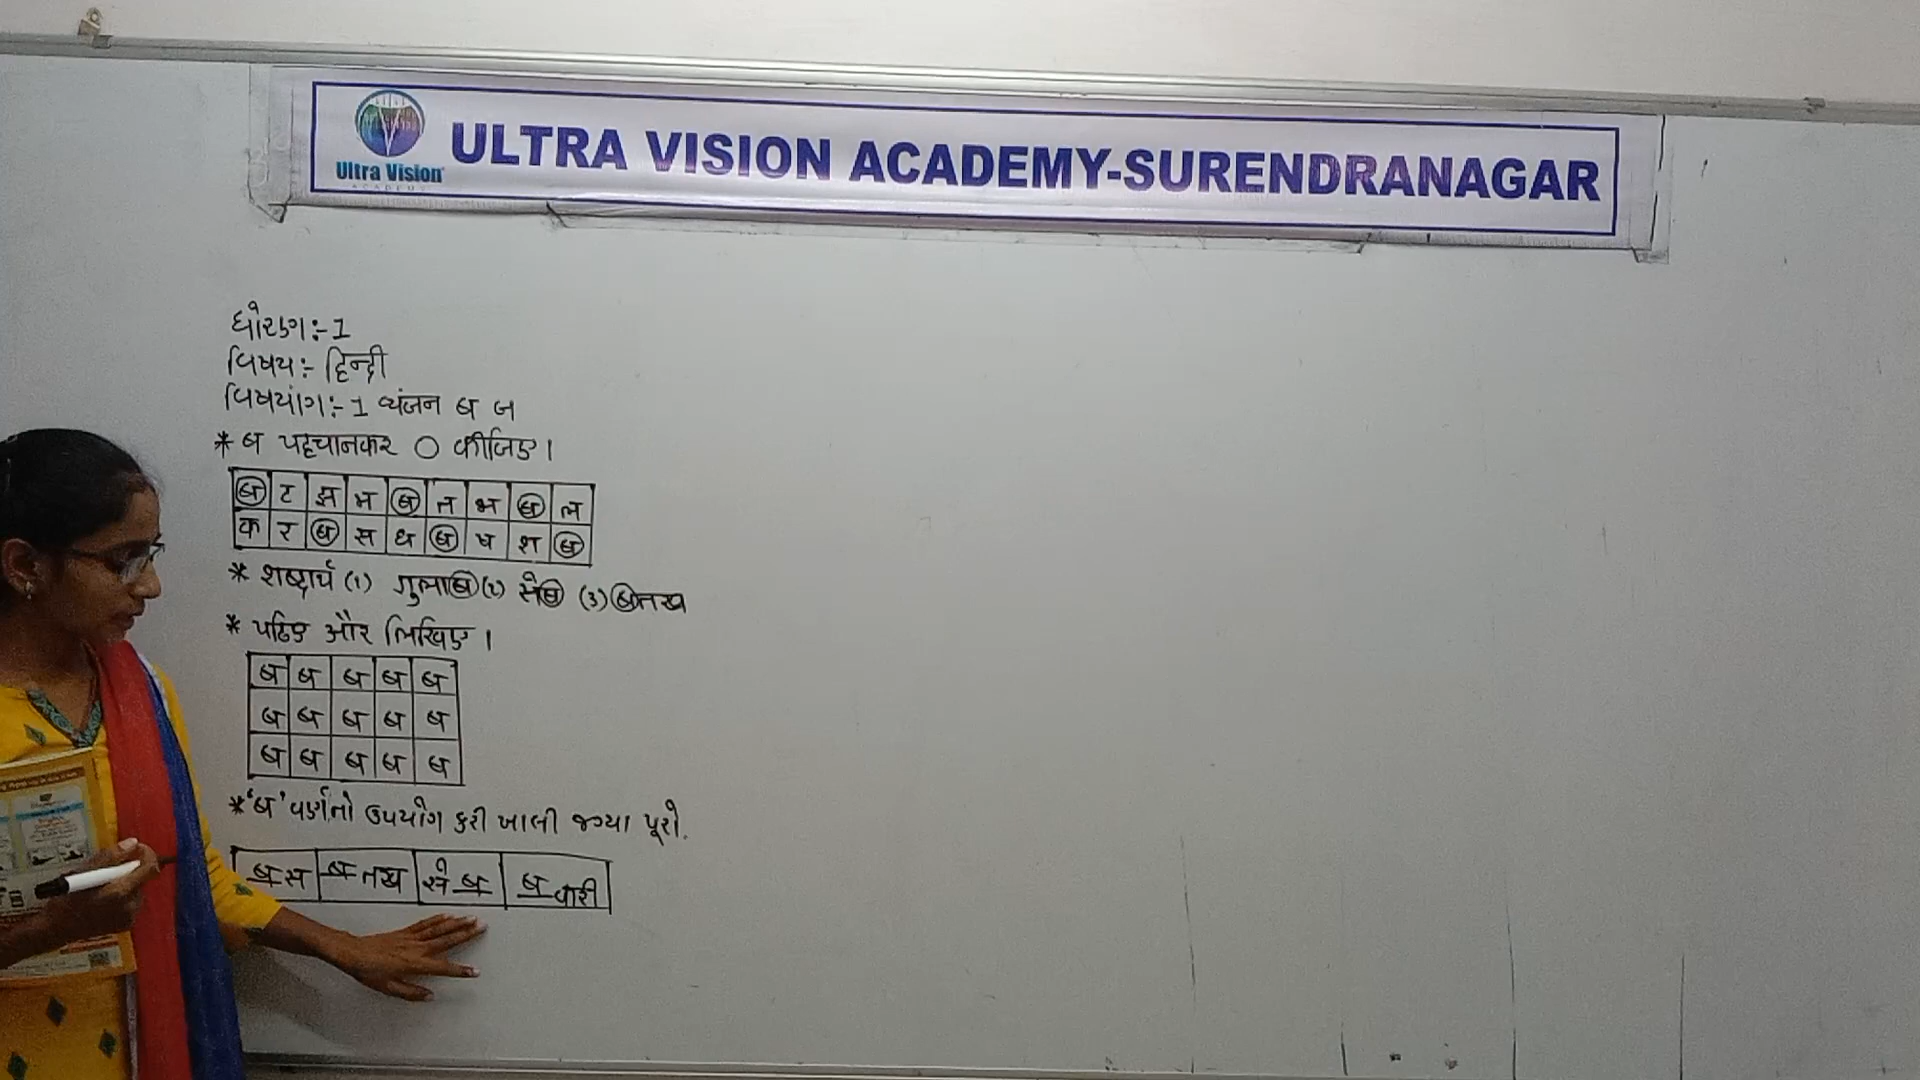 Ultra Vision
ACADEMY
ULTRA VISION ACADEMY-SURENDRANAGAR
ધોરણ:- 1
વિષય:- हिन्दी
વિષયાંગ:- 1 व्यंजन ब ज
* ब पहचानकर ○ कीजिए।
ब ट झ म ब न भ ब ल
क र ब स ध ब ष श ब
* शब्दार्थ (1) गुलाब (2) सेब (3) बतख
* पढिए और लिखिए।
ब ब ब ब ब
ब ब ब ब ब
ब ब ब ब ब
* 'ब' વર્ણનો ઉપયોગ કરી ખાલી જગ્યા પૂરો.
बस बतख सेब ब